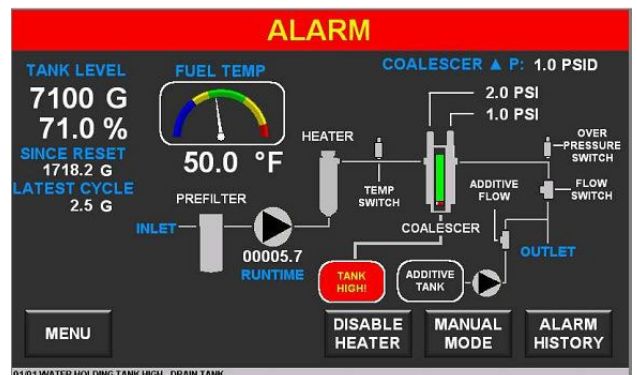 ALARM
TANK LEVEL
7100 G
71.0 %
SINCE RESET
1718.2 G
LATEST CYCLE
2.5 G
FUEL TEMP
50.0 °F
COALESCER ▲ P: 1.0 PSID
2.0 PSI
1.0 PSI
HEATER
OVER
PRESSURE
SWITCH
TEMP
SWITCH
ADDITIVE
FLOW
FLOW
SWITCH
PREFILTER
INLET
COALESCER
OUTLET
00005.7
RUNTIME
TANK
HIGH!
ADDITIVE
TANK
MENU
DISABLE
HEATER
MANUAL
MODE
ALARM
HISTORY
01/01 WATER HOLDING TANK HIGH - DRAIN TANK